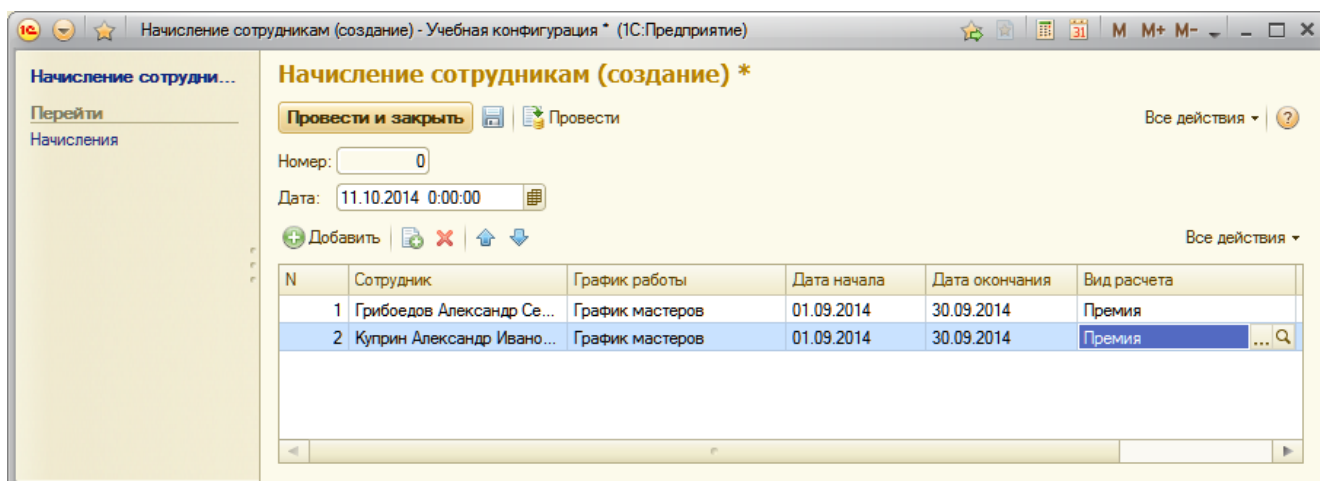 Начисление сотрудникам (создание) - Учебная конфигурация * (1С:Предприятие)
31 M M+ M-
Начисление сотрудни...
Перейти
Начисления
Начисление сотрудникам (создание) *
Провести и закрыть Провести Все действия ?
Номер: 0
Дата: 11.10.2014 0:00:00
Добавить Все действия
N Сотрудник График работы Дата начала Дата окончания Вид расчета
1 Грибоедов Александр Се... График мастеров 01.09.2014 30.09.2014 Премия
2 Куприн Александр Ивано... График мастеров 01.09.2014 30.09.2014 Премия ...